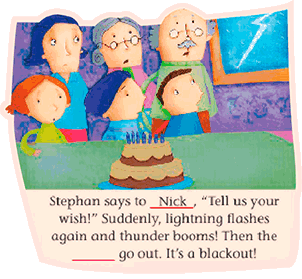 Stephan says to Nick, “Tell us your
wish!” Suddenly, lightning flashes
again and thunder booms! Then the
______ go out. It’s a blackout!